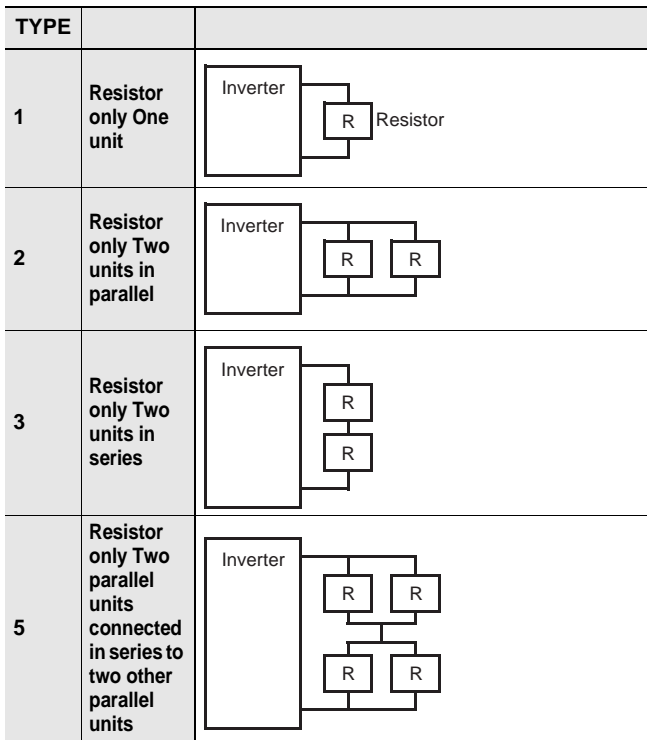 TYPE
1
Resistor
only One
unit
Inverter
R
Resistor
2
Resistor
only Two
units in
parallel
Inverter
R
R
3
Resistor
only Two
units in
series
Inverter
R
R
5
Resistor
only Two
parallel
units
connected
in series to
two other
parallel
units
Inverter
R
R
R
R